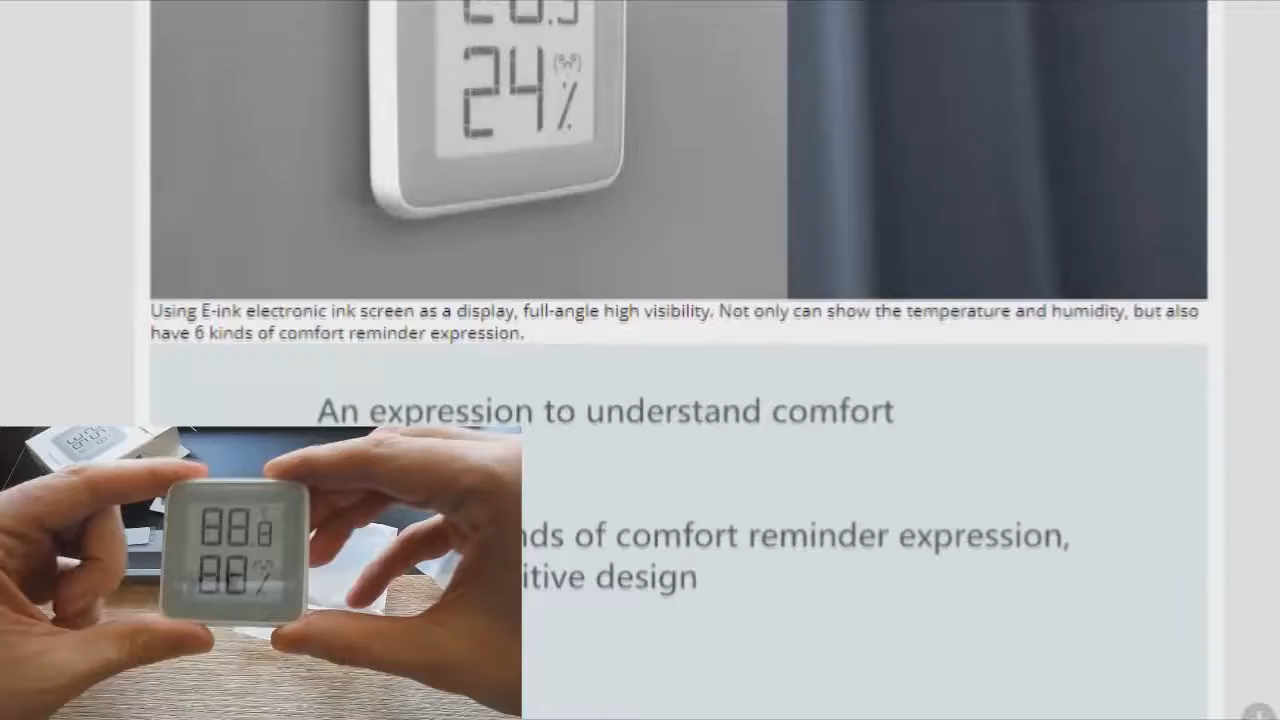 24%
Using E-ink electronic ink screen as a display, full-angle high visibility. Not only can show the temperature and humidity, but also
have 6 kinds of comfort reminder expression.
An expression to understand comfort
nds of comfort reminder expression,
itive design
88.8
88%